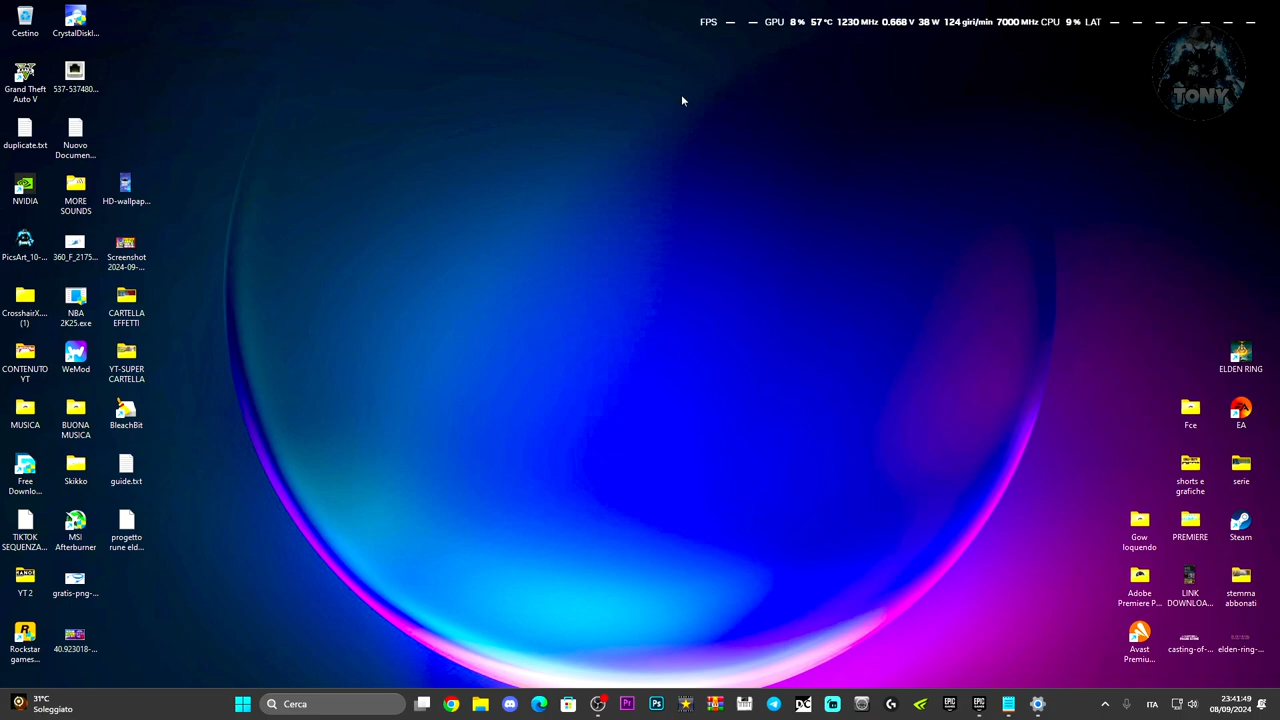 FPS — — GPU 8 % 57 °C 1230 MHz 0.668 V 38 W 124 giri/min 7000 MHz CPU 9 % LAT — — — — — — —
TONY
Cestino
CrystalDiskI...
Grand Theft
Auto V
537-537480...
duplicate.txt
Nuovo
Documen...
NVIDIA
MORE
SOUNDS
HD-wallpap...
PicsArt_10-...
360_F_2175...
Screenshot
2024-09-...
CrosshairX....
(1)
NBA
2K25.exe
CARTELLA
EFFETTI
CONTENUTO
YT
WeMod
YT-SUPER
CARTELLA
MUSICA
BUONA
MUSICA
BleachBit
Free
Downlo...
Skikko
guide.txt
TIKTOK
SEQUENZA...
MSI
Afterburner
progetto
rune eld...
YT 2
gratis-png-...
Rockstar
games...
40.923018-...
ELDEN RING
Fce
EA
shorts e
grafiche
serie
Gow
loquendo
PREMIERE
Steam
Adobe
Premiere P...
LINK
DOWNLOA...
stemma
abbonati
Avast
Premiu...
casting-of-...
elden-ring-...
31°C
Soleggiato
Cerca
ITA
23:41:49
08/09/2024